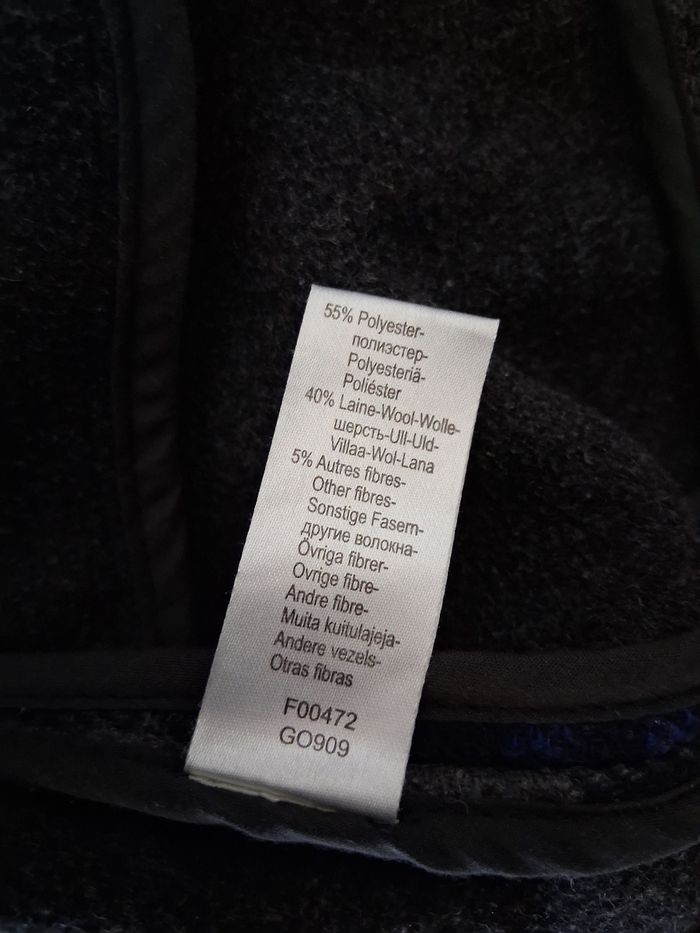 55% Polyester-
полиэстер-
Polyesteriä-
Poliéster
40% Laine-Wool-Wolle-
шерсть-Ull-Uld-
Villaa-Wol-Lana
5% Autres fibres-
Other fibres-
Sonstige Fasern-
другие волокна-
Övriga fibrer-
Ovrige fibre-
Andre fibre-
Muita kuitulajeja-
Andere vezels-
Otras fibras
F00472
GO909